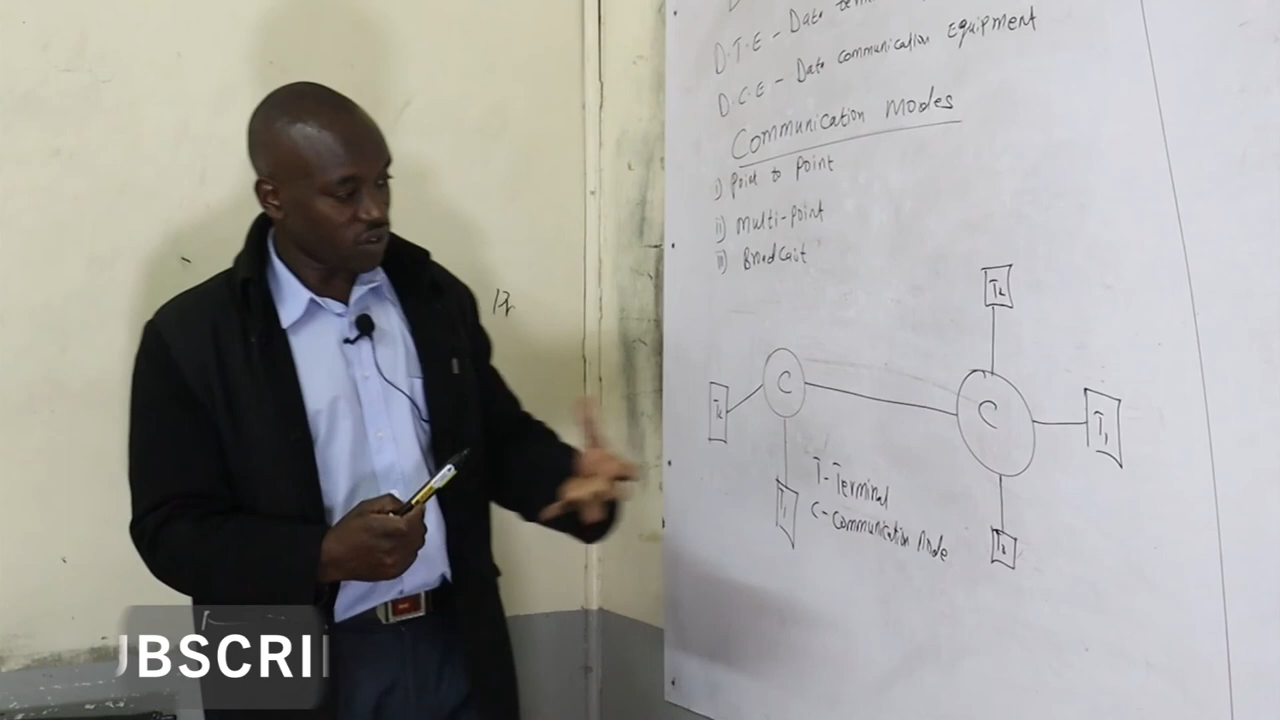 D.T.E - Data
D.C.E - Data communication Equipment
Communication Modes
i) point to point
ii) multi-point
iii) Broadcast
T2
C
C
T1
T1
T2
T - Terminal
C - Communication Node
UBSCRI